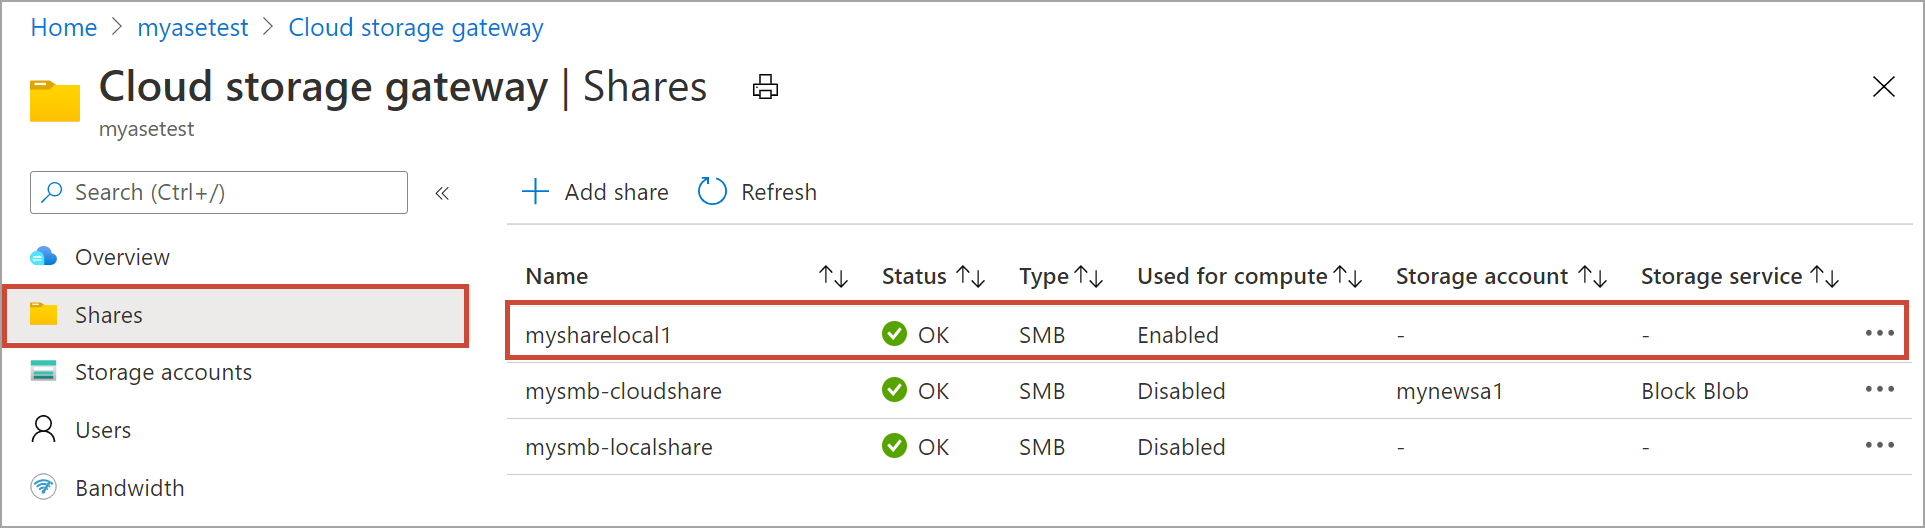 Home > myasetest > Cloud storage gateway
Cloud storage gateway | Shares
myasetest
Search (Ctrl+/) «
Add share Refresh
Overview
Shares
Storage accounts
Users
Bandwidth
Name ↑↓ Status ↑↓ Type ↑↓ Used for compute ↑↓ Storage account ↑↓ Storage service ↑↓
mysharelocal1 OK SMB Enabled - - ...
mysmb-cloudshare OK SMB Disabled mynewsa1 Block Blob ...
mysmb-localshare OK SMB Disabled - - ...